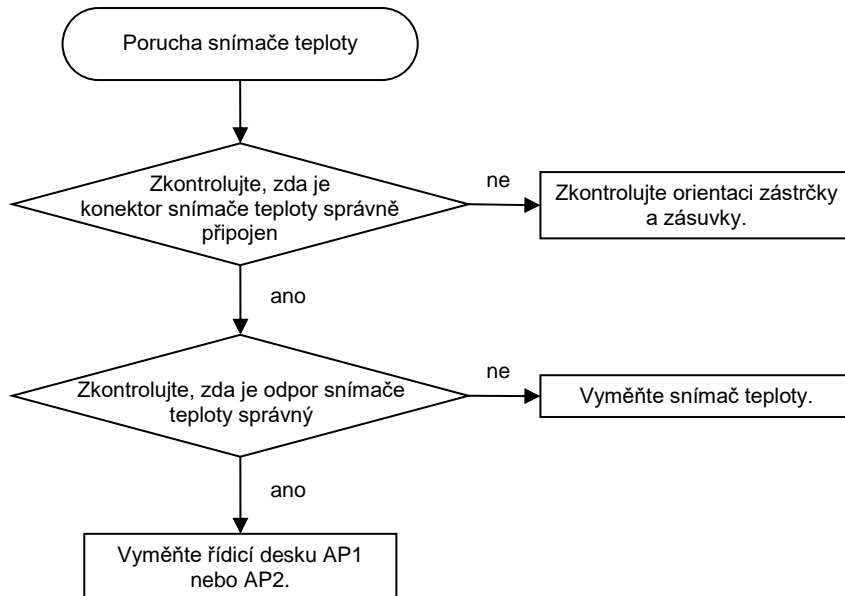 Porucha snímače teploty
Zkontrolujte, zda je
konektor snímače teploty správně
připojen
ne
Zkontrolujte orientaci zástrčky
a zásuvky.
ano
Zkontrolujte, zda je odpor snímače
teploty správný
ne
Vyměňte snímač teploty.
ano
Vyměňte řídicí desku AP1
nebo AP2.